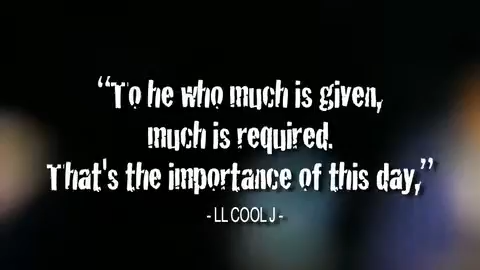 “To he who much is given,
much is required.
That's the importance of this day,”
- LL COOL J -